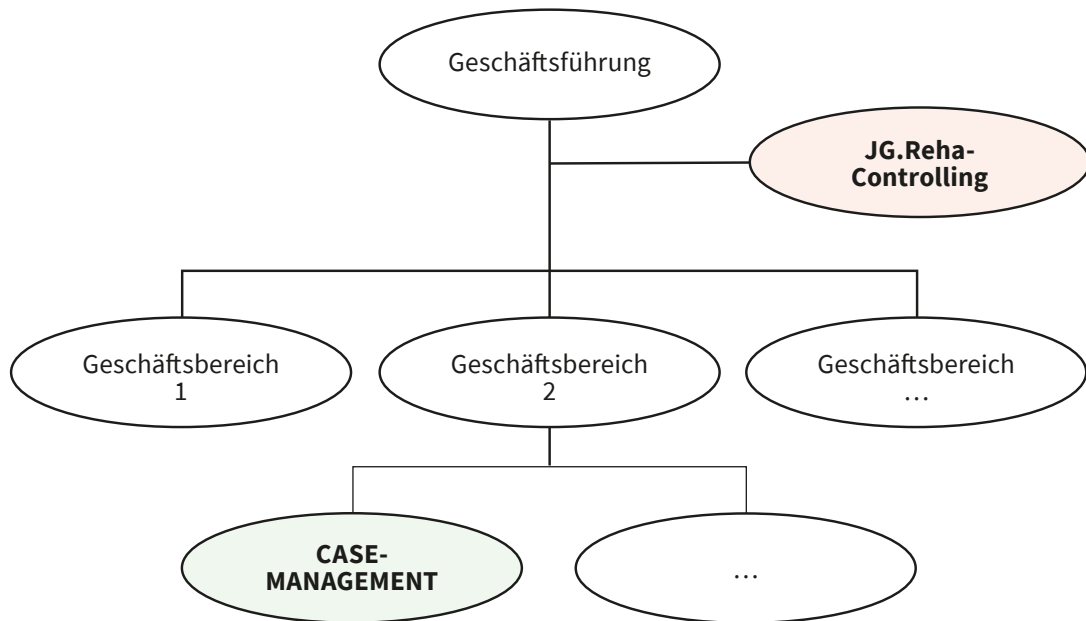 Geschäftsführung
JG.Reha-
Controlling
Geschäftsbereich
1
Geschäftsbereich
2
Geschäftsbereich
…
CASE-
MANAGEMENT
…